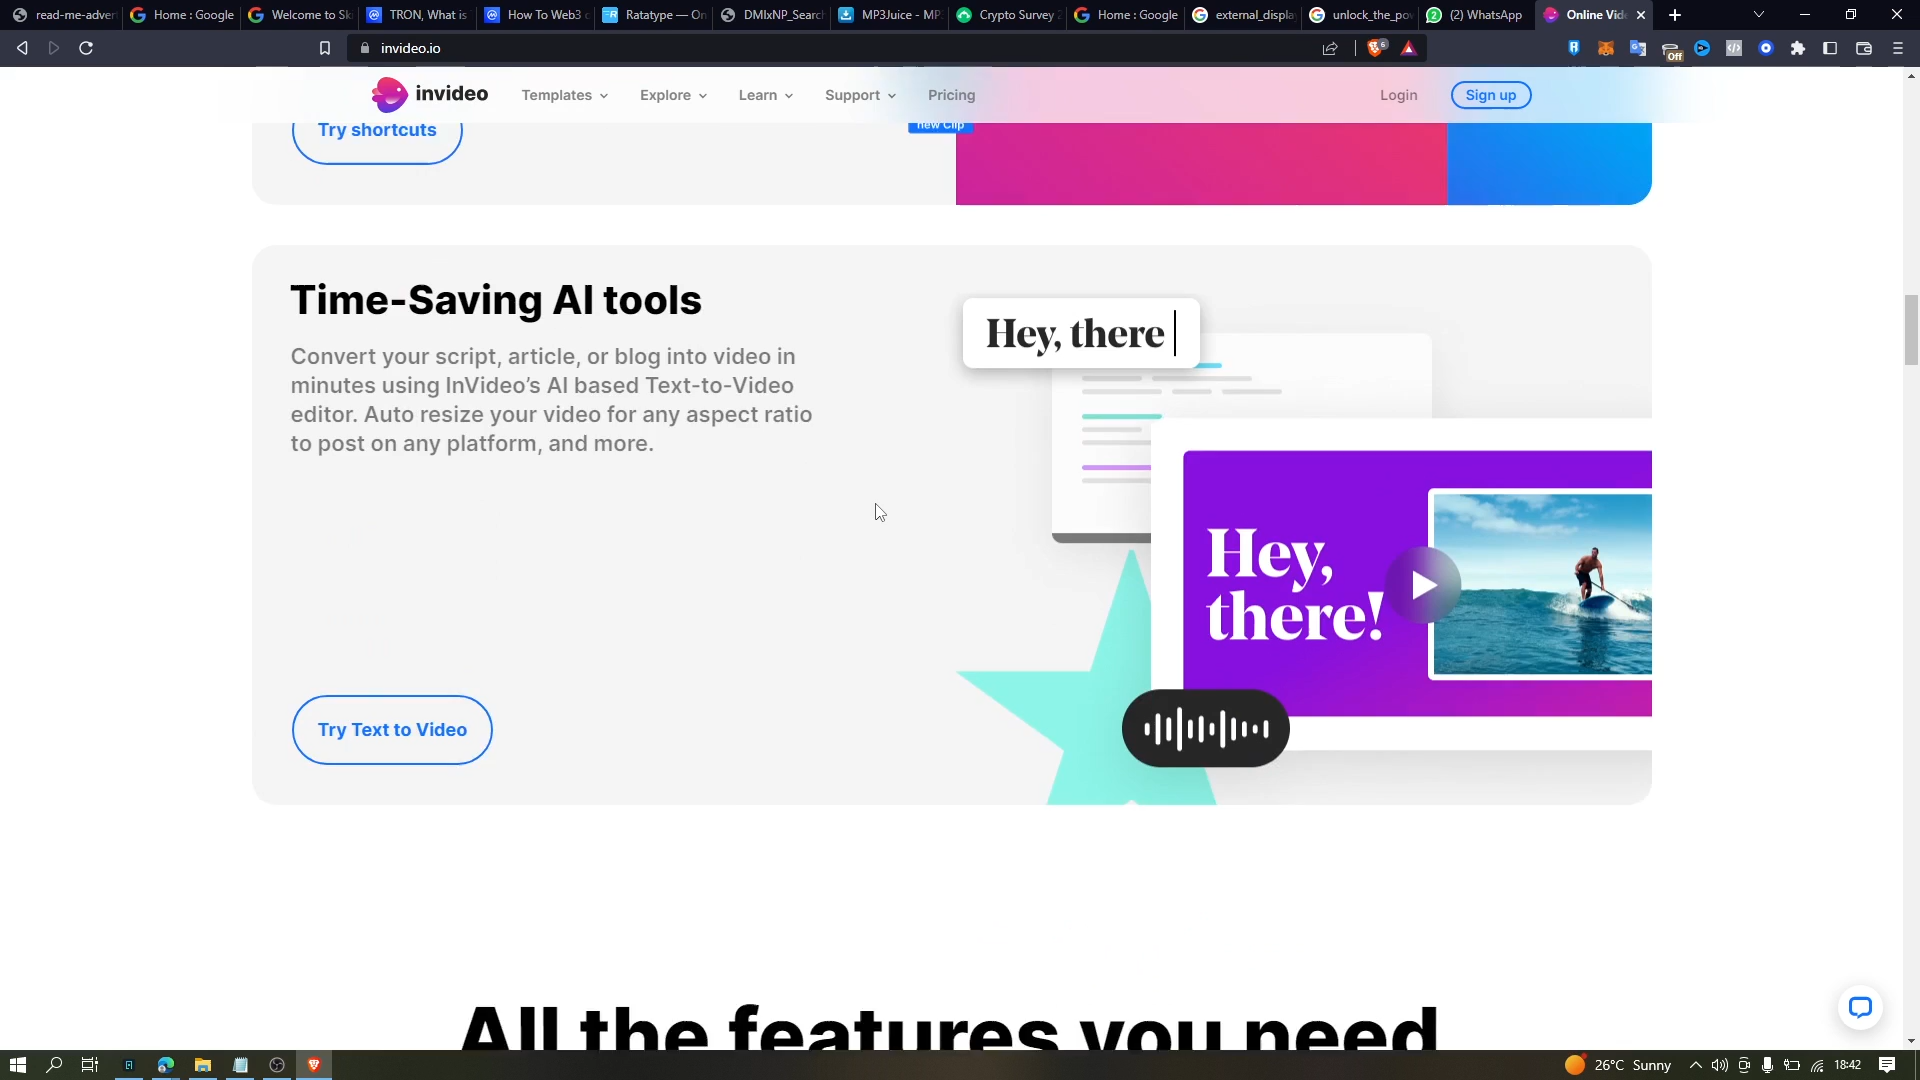 read-me-adver
Home : Google
Welcome to Sk
TRON, What is
How To Web3 c
Ratatype — On
DMIxNP_Searc
MP3Juice - MP
Crypto Survey 2
Home : Google
external_displa
unlock_the_pow
(2) WhatsApp
Online Vid
invideo.io
6
Off
invideo
Templates
Explore
Learn
Support
Pricing
Login
Sign up
Try shortcuts
new Clip
Time-Saving AI tools
Convert your script, article, or blog into video in
minutes using InVideo’s AI based Text-to-Video
editor. Auto resize your video for any aspect ratio
to post on any platform, and more.
Hey, there
Hey,
there!
Try Text to Video
All the features you need
26°C Sunny
18:42